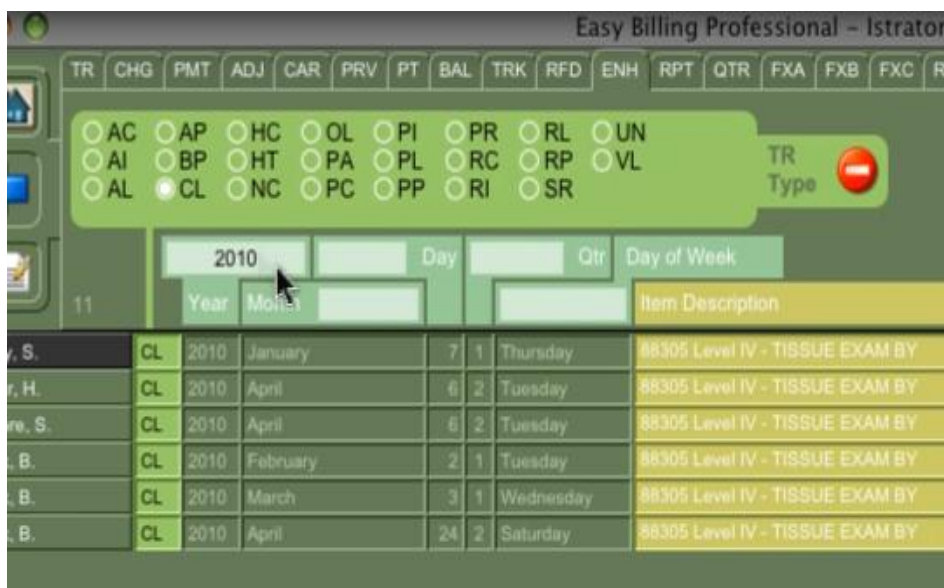 Easy Billing Professional – Istrator
TR CHG PMT ADJ CAR PRV PT BAL TRK RFD ENH RPT QTR FXA FXB FXC R
AC AP HC OL PI PR RL UN
AI BP HT PA PL RC RP VL
AL CL NC PC PP RI SR
TR
Type
2010 Day Qtr Day of Week
11 Year Month Item Description
, S. CL 2010 January 7 1 Thursday 88305 Level IV - TISSUE EXAM BY
r, H. CL 2010 April 6 2 Tuesday 88305 Level IV - TISSUE EXAM BY
re, S. CL 2010 April 6 2 Tuesday 88305 Level IV - TISSUE EXAM BY
, B. CL 2010 February 2 1 Tuesday 88305 Level IV - TISSUE EXAM BY
, B. CL 2010 March 3 1 Wednesday 88305 Level IV - TISSUE EXAM BY
, B. CL 2010 April 24 2 Saturday 88305 Level IV - TISSUE EXAM BY